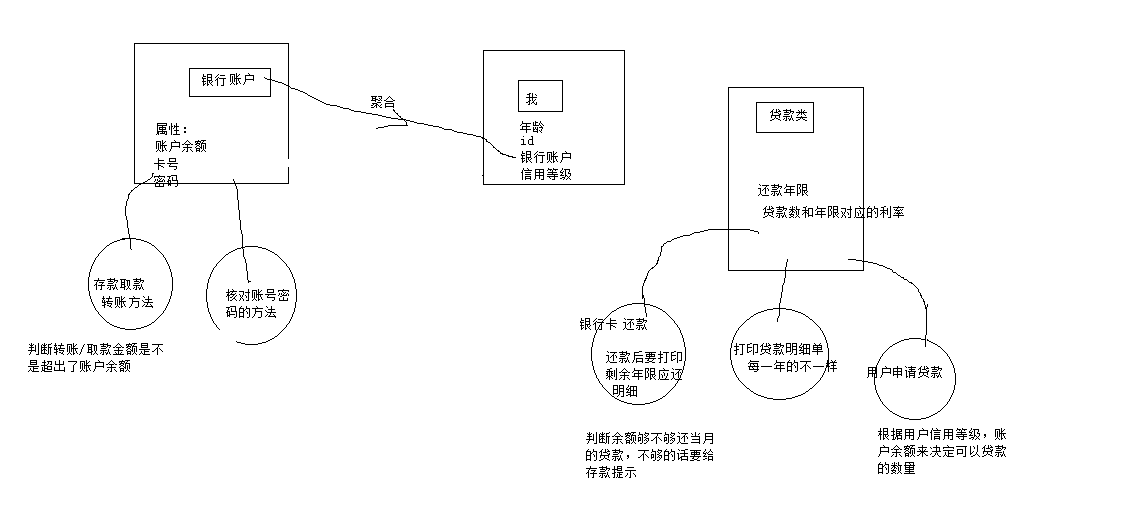 银行账户
属性：
账户余额
卡号
密码
聚合
我
年龄
id
银行账户
信用等级
贷款类
还款年限
贷款数和年限对应的利率
存款取款
转账方法
核对账号密
码的方法
判断转账/取款金额是不
是超出了账户余额
银行卡 还款
还款后要打印
剩余年限应还
明细
判断余额够不够还当月
的贷款，不够的话要给
存款提示
打印贷款明细单
每一年的不一样
用户申请贷款
根据用户信用等级，账
户余额来决定可以贷款
的数量